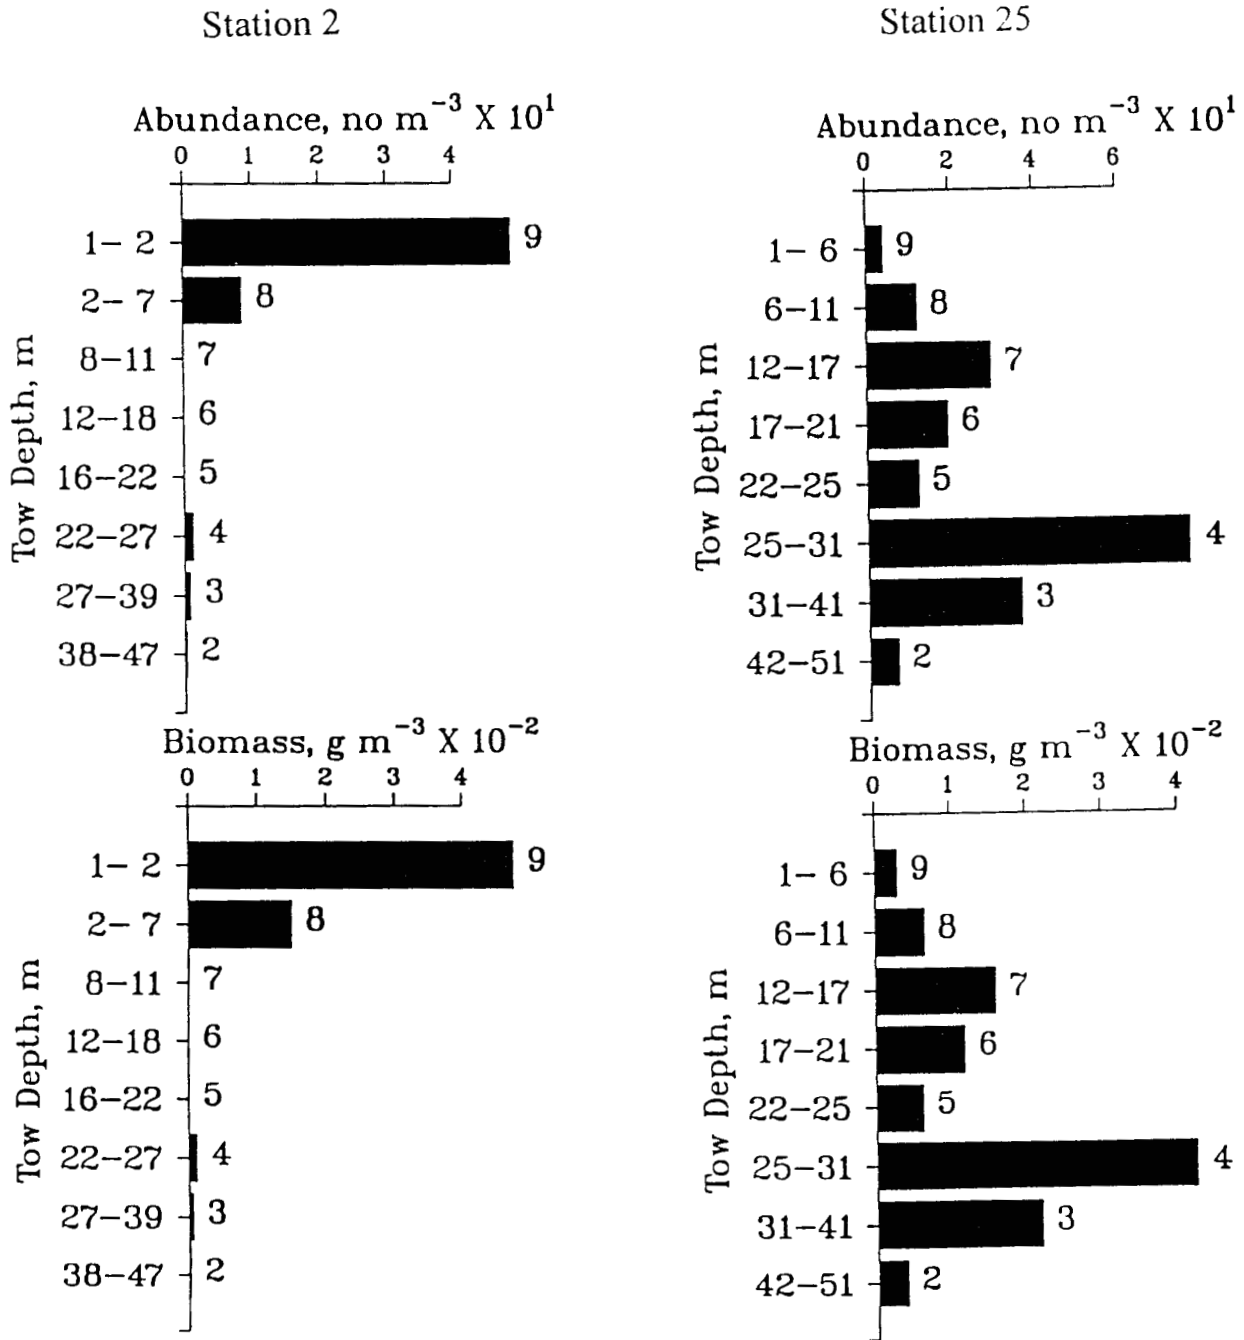 Station 2
Abundance, no m⁻³ X 10¹
0 1 2 3 4
Tow Depth, m
1- 2 9
2- 7 8
8-11 7
12-18 6
16-22 5
22-27 4
27-39 3
38-47 2
Biomass, g m⁻³ X 10⁻²
0 1 2 3 4
Tow Depth, m
1- 2 9
2- 7 8
8-11 7
12-18 6
16-22 5
22-27 4
27-39 3
38-47 2
Station 25
Abundance, no m⁻³ X 10¹
0 2 4 6
Tow Depth, m
1- 6 9
6-11 8
12-17 7
17-21 6
22-25 5
25-31 4
31-41 3
42-51 2
Biomass, g m⁻³ X 10⁻²
0 1 2 3 4
Tow Depth, m
1- 6 9
6-11 8
12-17 7
17-21 6
22-25 5
25-31 4
31-41 3
42-51 2